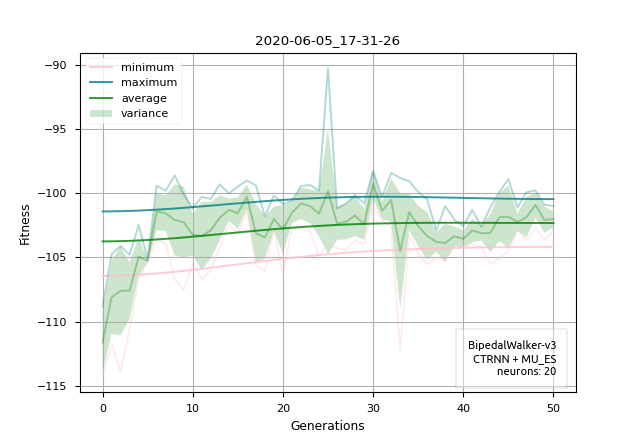 2020-06-05_17-31-26
minimum
maximum
average
variance
−90
−95
−100
−105
−110
−115
Fitness
BipedalWalker-v3
CTRNN + MU_ES
neurons: 20
0
10
20
30
40
50
Generations